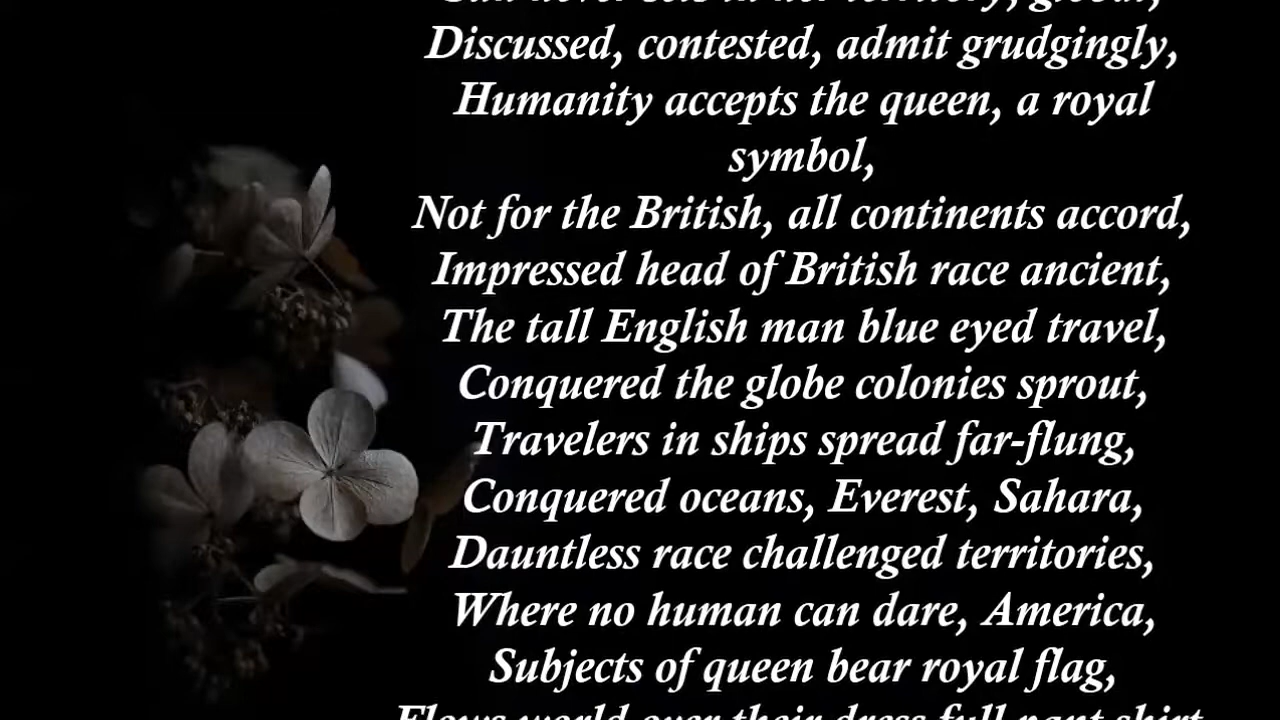 Discussed, contested, admit grudgingly,
Humanity accepts the queen, a royal
symbol,
Not for the British, all continents accord,
Impressed head of British race ancient,
The tall English man blue eyed travel,
Conquered the globe colonies sprout,
Travelers in ships spread far-flung,
Conquered oceans, Everest, Sahara,
Dauntless race challenged territories,
Where no human can dare, America,
Subjects of queen bear royal flag,